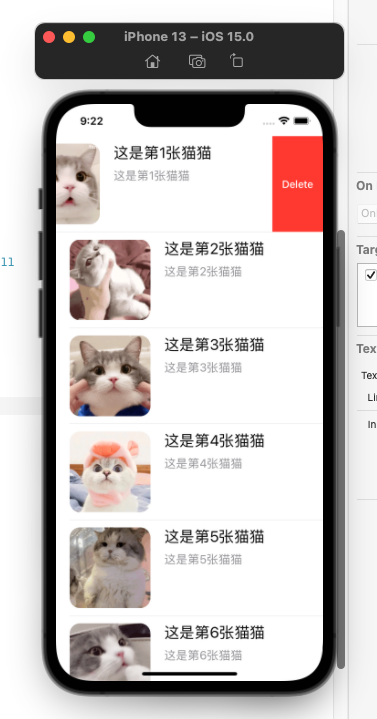 iPhone 13 – iOS 15.0
9:22
这是第1张猫猫
这是第1张猫猫
Delete
这是第2张猫猫
这是第2张猫猫
这是第3张猫猫
这是第3张猫猫
这是第4张猫猫
这是第4张猫猫
这是第5张猫猫
这是第5张猫猫
这是第6张猫猫
这是第6张猫猫
11
On
On
Targ
Tex
Tex
Li
In